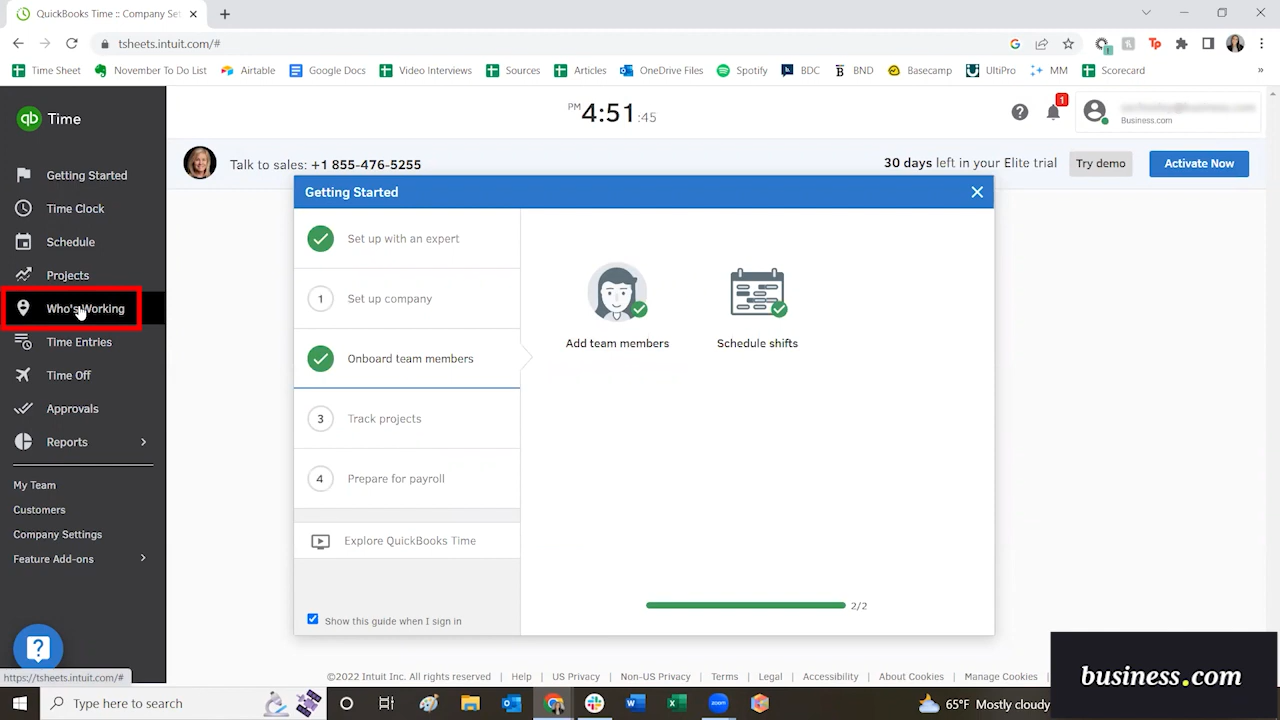 QuickBooks Time :: Company Set
tsheets.intuit.com/#
Time Sheet
November To Do List
Airtable
Google Docs
Video Interviews
Sources
Articles
OneDrive Files
Spotify
BDC
BND
Basecamp
UltiPro
MM
Scorecard
»
qb Time
PM 4:51 :45
1
Business.com
Talk to sales: +1 855-476-5255
30 days left in your Elite trial
Try demo
Activate Now
Getting Started
Time Clock
Schedule
Projects
Who's Working
Time Entries
Time Off
Approvals
Reports
My Team
Customers
Company Settings
Feature Add-ons
https://tsheets.intuit.com/#
Getting Started
Set up with an expert
1 Set up company
Onboard team members
3 Track projects
4 Prepare for payroll
Explore QuickBooks Time
Show this guide when I sign in
Add team members
Schedule shifts
2/2
©2022 Intuit Inc. All rights reserved
Help
US Privacy
Non-US Privacy
Terms
Legal
Accessibility
About Cookies
Manage Cookies
business.com
Type here to search
zoom
65°F Mostly cloudy